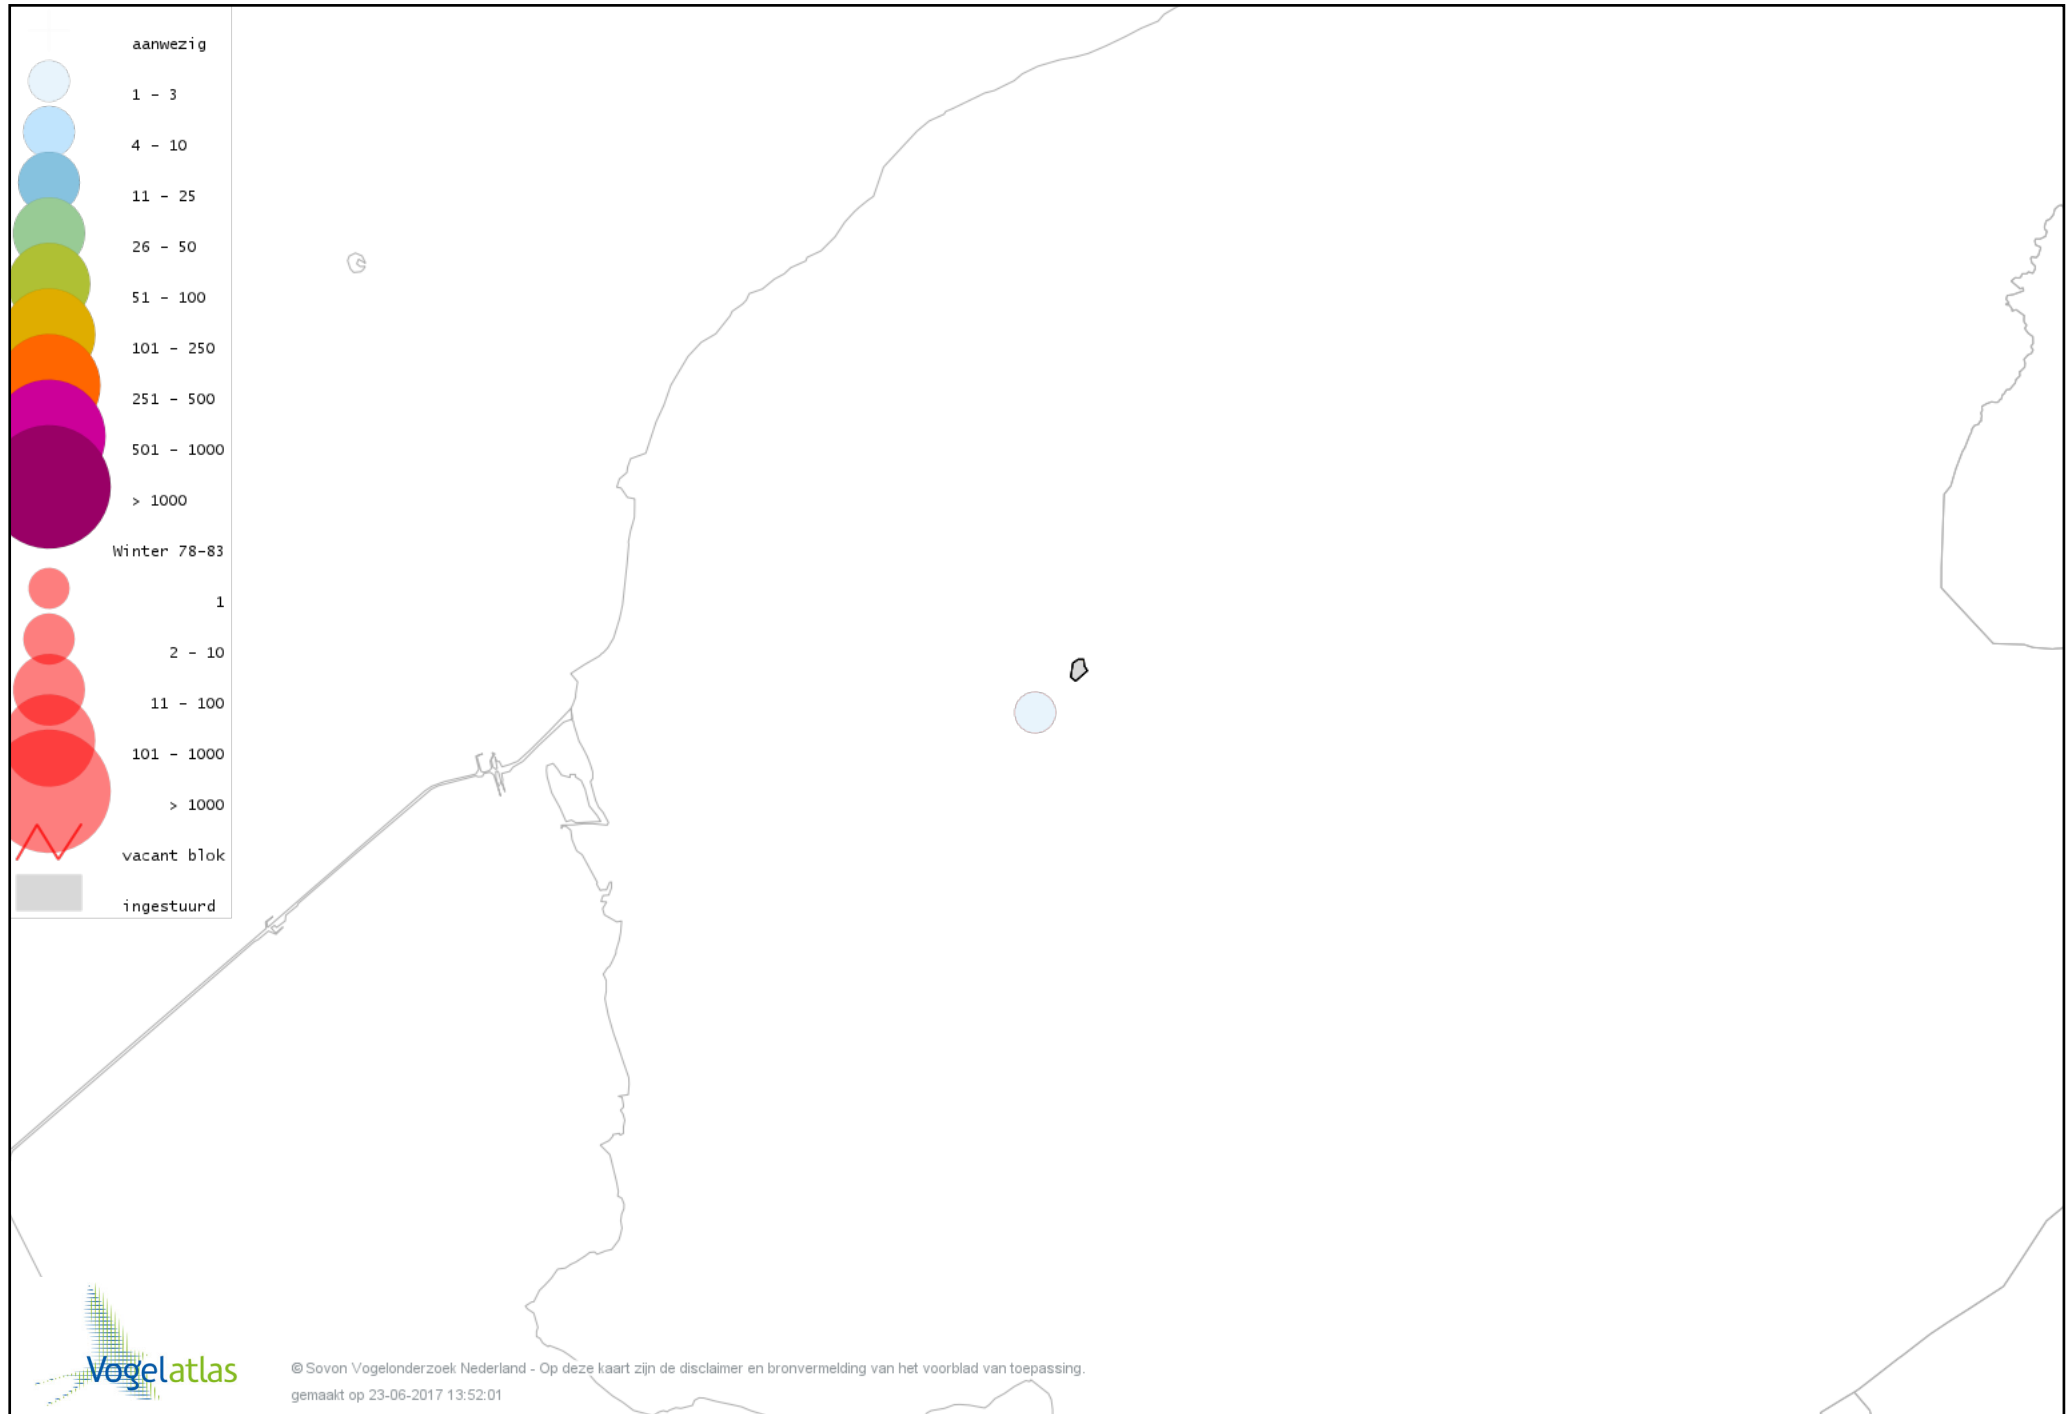 aanwezig
1 - 3
4 - 10
11 - 25
26 - 50
51 - 100
101 - 250
251 - 500
501 - 1000
> 1000
Winter 78-83
1
2 - 10
11 - 100
101 - 1000
> 1000
vacant blok
ingestuurd
Vogelatlas
© Sovon Vogelonderzoek Nederland - Op deze kaart zijn de disclaimer en bronvermelding van het voorblad van toepassing.
gemaakt op 23-06-2017 13:52:01